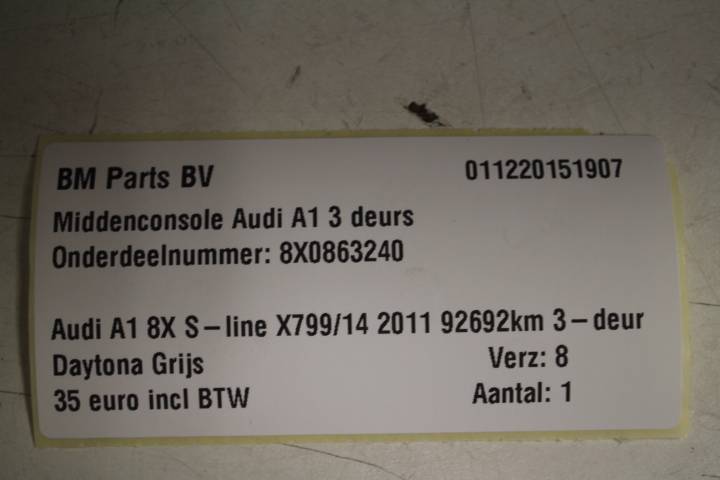 BM Parts BV 011220151907
Middenconsole Audi A1 3 deurs
Onderdeelnummer: 8X0863240
Audi A1 8X S-line X799/14 2011 92692km 3-deur
Daytona Grijs Verz: 8
35 euro incl BTW Aantal: 1